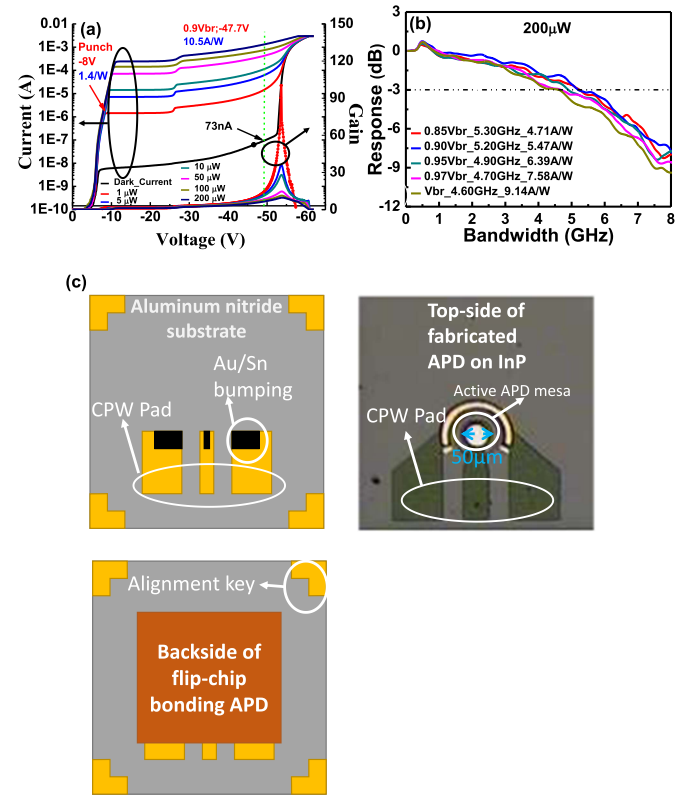 (a)
0.9Vbr;-47.7V
10.5A/W
Punch
-8V
1.4/W
73nA
0.01
1E-3
1E-4
1E-5
1E-6
1E-7
1E-8
1E-9
1E-10
Current (A)
150
120
90
60
30
0
Gain
Dark_Current
1 μW
5 μW
10 μW
50 μW
100 μW
200 μW
0
-10
-20
-30
-40
-50
-60
Voltage (V)
(b)
200μW
3
0
-3
-6
-9
-12
Response (dB)
0.85Vbr_5.30GHz_4.71A/W
0.90Vbr_5.20GHz_5.47A/W
0.95Vbr_4.90GHz_6.39A/W
0.97Vbr_4.70GHz_7.58A/W
Vbr_4.60GHz_9.14A/W
0 1 2 3 4 5 6 7 8
Bandwidth (GHz)
(c)
Aluminum nitride
substrate
Au/Sn
bumping
CPW Pad
Top-side of
fabricated
APD on InP
Active APD mesa
CPW Pad
50μm
Alignment key
Backside of
flip-chip
bonding APD